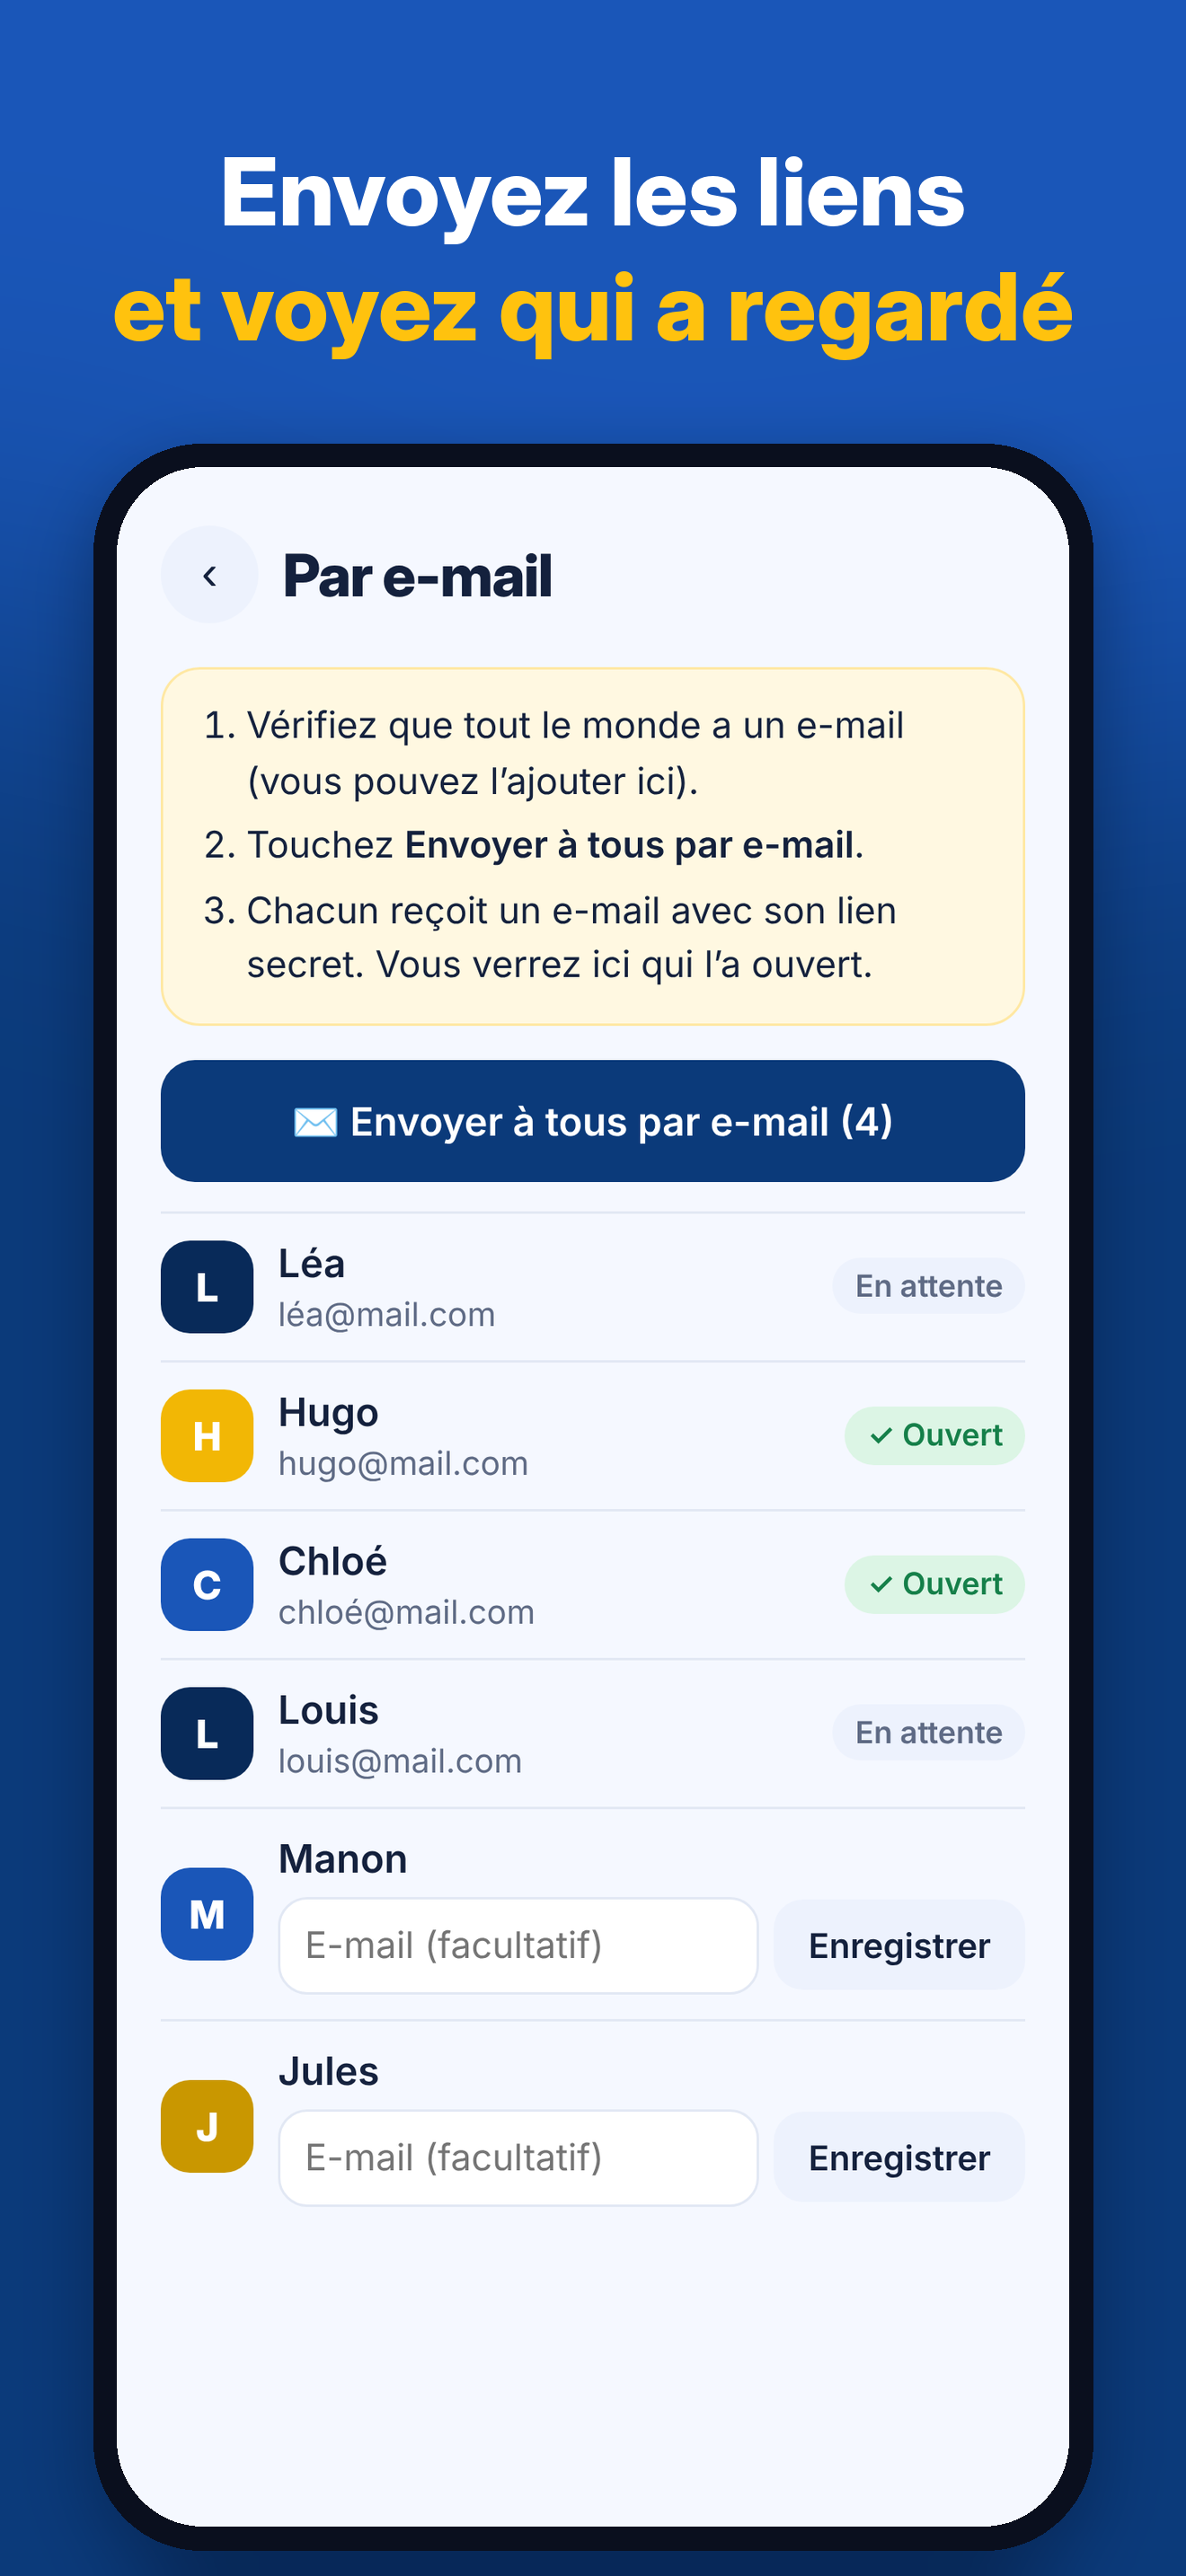 Envoyez les liens
et voyez qui a regardé
‹ Par e-mail
1. Vérifiez que tout le monde a un e-mail
(vous pouvez l’ajouter ici).
2. Touchez Envoyer à tous par e-mail.
3. Chacun reçoit un e-mail avec son lien
secret. Vous verrez ici qui l’a ouvert.
✉️ Envoyer à tous par e-mail (4)
L
Léa
léa@mail.com
En attente
H
Hugo
hugo@mail.com
✓ Ouvert
C
Chloé
chloé@mail.com
✓ Ouvert
L
Louis
louis@mail.com
En attente
M
Manon
E-mail (facultatif)
Enregistrer
J
Jules
E-mail (facultatif)
Enregistrer